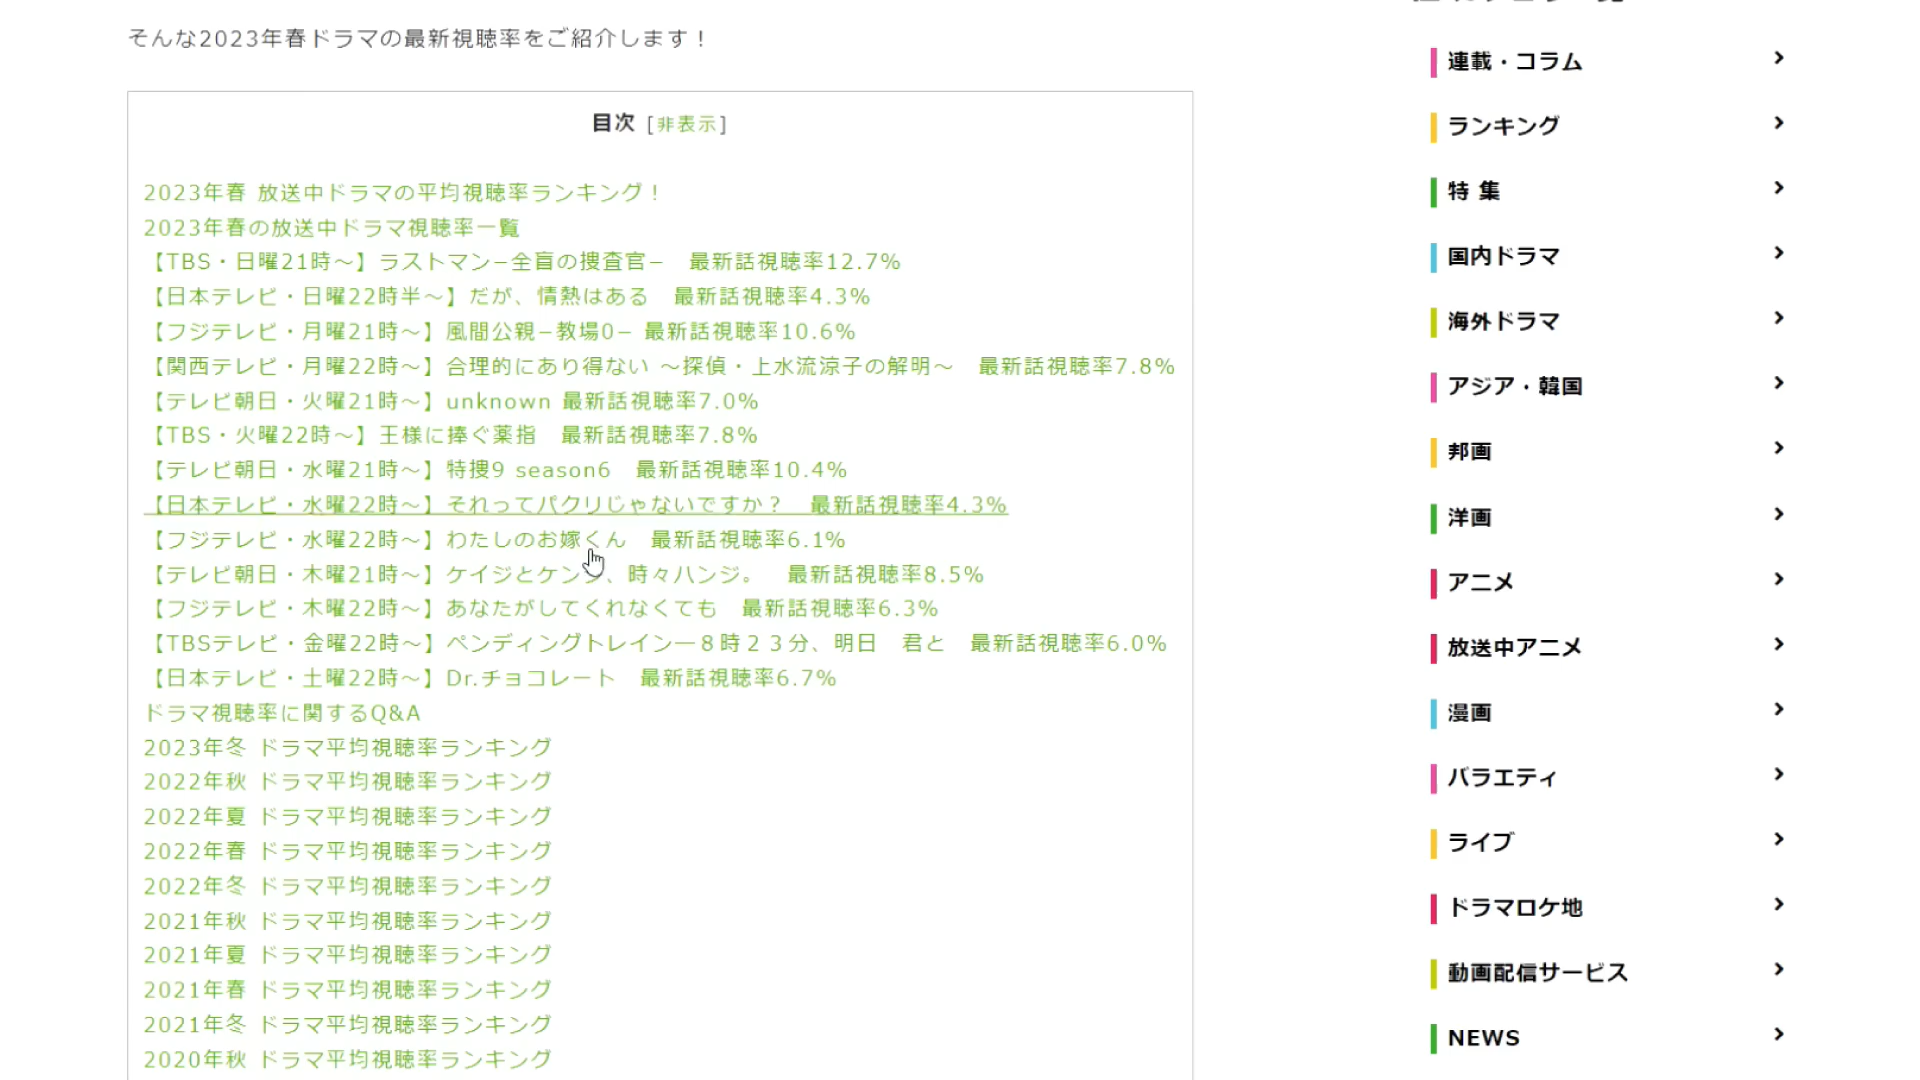 そんな2023年春ドラマの最新視聴率をご紹介します！
目次 [非表示]
2023年春 放送中ドラマの平均視聴率ランキング！
2023年春の放送中ドラマ視聴率一覧
【TBS・日曜21時～】ラストマン−全盲の捜査官−　最新話視聴率12.7%
【日本テレビ・日曜22時半～】だが、情熱はある　最新話視聴率4.3%
【フジテレビ・月曜21時～】風間公親−教場0− 最新話視聴率10.6%
【関西テレビ・月曜22時～】合理的にあり得ない ～探偵・上水流涼子の解明～　最新話視聴率7.8%
【テレビ朝日・火曜21時～】unknown 最新話視聴率7.0%
【TBS・火曜22時～】王様に捧ぐ薬指　最新話視聴率7.8%
【テレビ朝日・水曜21時～】特捜9 season6　最新話視聴率10.4%
【日本テレビ・水曜22時～】それってパクリじゃないですか？　最新話視聴率4.3%
【フジテレビ・水曜22時～】わたしのお嫁くん　最新話視聴率6.1%
【テレビ朝日・木曜21時～】ケイジとケンジ、時々ハンジ。　最新話視聴率8.5%
【フジテレビ・木曜22時～】あなたがしてくれなくても　最新話視聴率6.3%
【TBSテレビ・金曜22時～】ペンディングトレイン―８時２３分、明日　君と　最新話視聴率6.0%
【日本テレビ・土曜22時～】Dr.チョコレート　最新話視聴率6.7%
ドラマ視聴率に関するQ&A
2023年冬 ドラマ平均視聴率ランキング
2022年秋 ドラマ平均視聴率ランキング
2022年夏 ドラマ平均視聴率ランキング
2022年春 ドラマ平均視聴率ランキング
2022年冬 ドラマ平均視聴率ランキング
2021年秋 ドラマ平均視聴率ランキング
2021年夏 ドラマ平均視聴率ランキング
2021年春 ドラマ平均視聴率ランキング
2021年冬 ドラマ平均視聴率ランキング
2020年秋 ドラマ平均視聴率ランキング
連載・コラム
ランキング
特 集
国内ドラマ
海外ドラマ
アジア・韓国
邦画
洋画
アニメ
放送中アニメ
漫画
バラエティ
ライブ
ドラマロケ地
動画配信サービス
NEWS